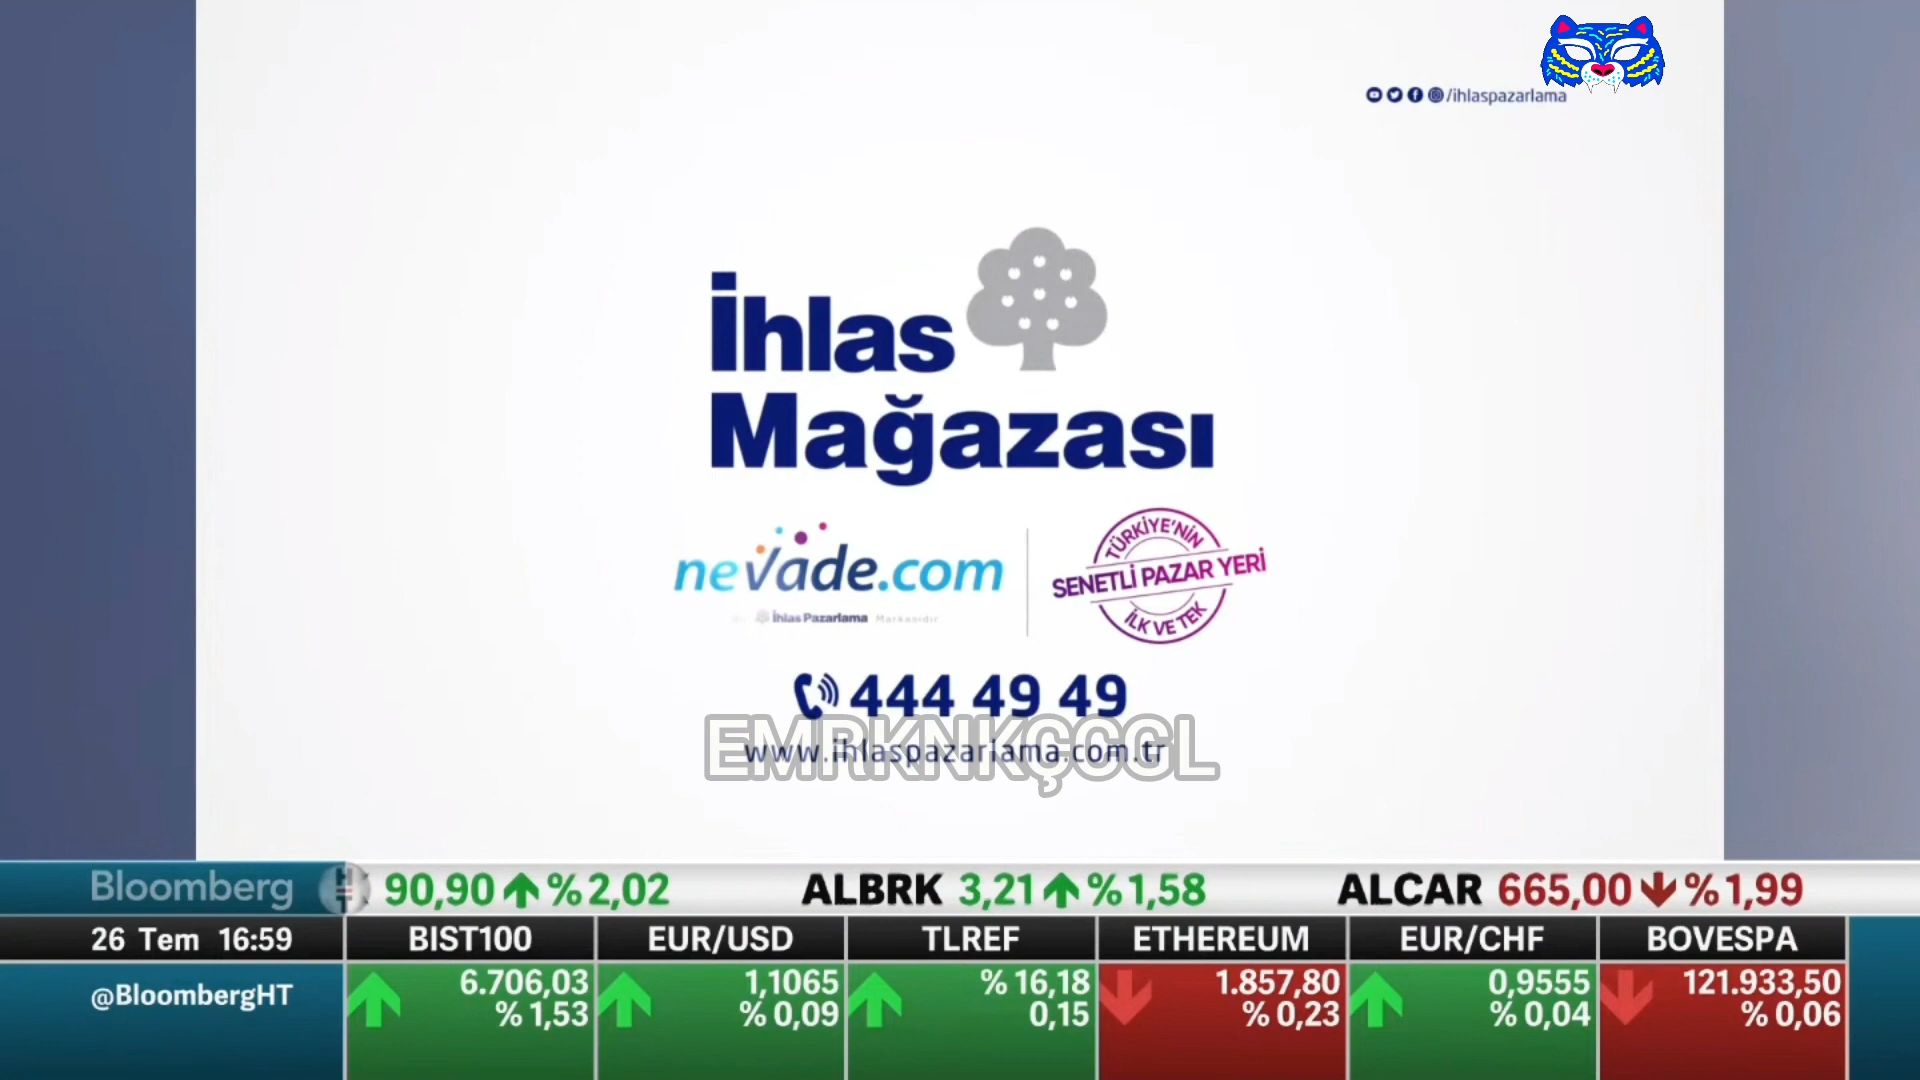 /ihlaspazarlama
İhlas
Mağazası
nevade.com
İhlas Pazarlama Markasıdır
TÜRKİYE'NİN
SENETLİ PAZAR YERİ
İLK VE TEK
444 49 49
www.ihlaspazarlama.com.tr
EMRKNKÇCGL
Bloomberg HT 90,90 %2,02 ALBRK 3,21 %1,58 ALCAR 665,00 %1,99
26 Tem 16:59 BIST100 EUR/USD TLREF ETHEREUM EUR/CHF BOVESPA
@BloombergHT 6.706,03 1,1065 % 16,18 1.857,80 0,9555 121.933,50
% 1,53 % 0,09 0,15 % 0,23 % 0,04 % 0,06